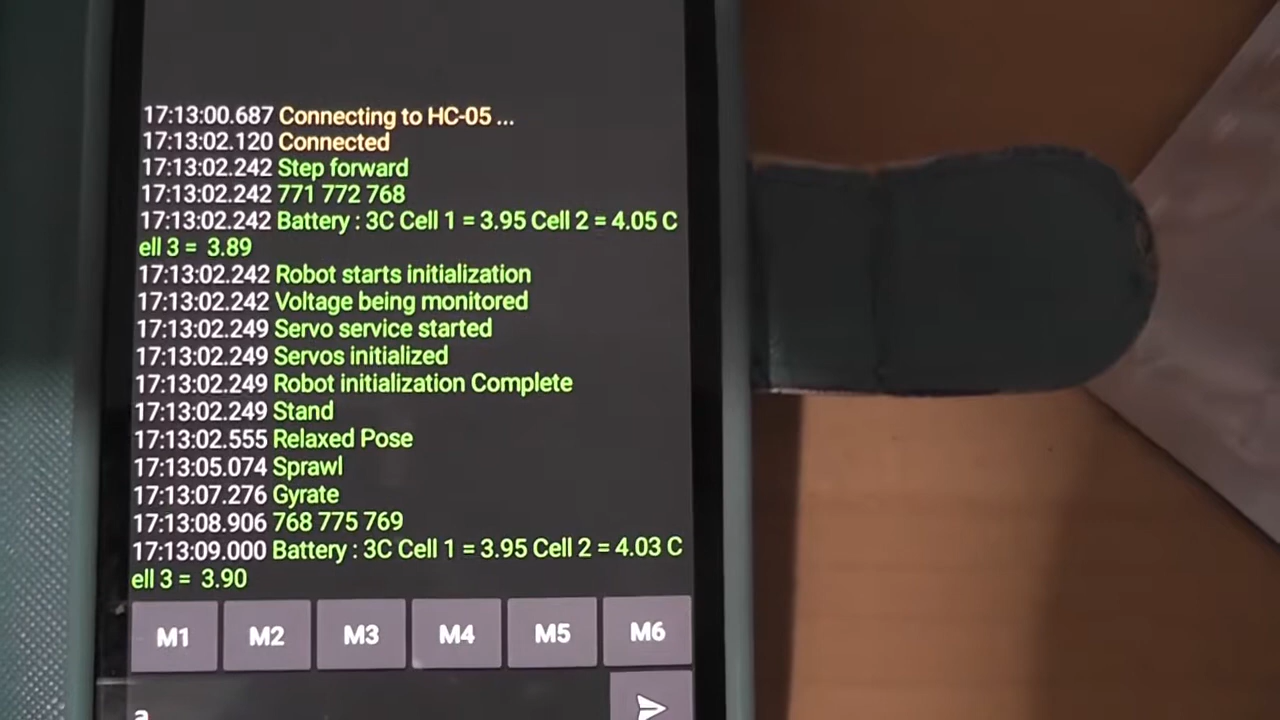 17:13:00.687 Connecting to HC-05 ...
17:13:02.120 Connected
17:13:02.242 Step forward
17:13:02.242 771 772 768
17:13:02.242 Battery : 3C Cell 1 = 3.95 Cell 2 = 4.05 C
ell 3 =  3.89
17:13:02.242 Robot starts initialization
17:13:02.242 Voltage being monitored
17:13:02.249 Servo service started
17:13:02.249 Servos initialized
17:13:02.249 Robot initialization Complete
17:13:02.249 Stand
17:13:02.555 Relaxed Pose
17:13:05.074 Sprawl
17:13:07.276 Gyrate
17:13:08.906 768 775 769
17:13:09.000 Battery : 3C Cell 1 = 3.95 Cell 2 = 4.03 C
ell 3 =  3.90
M1 M2 M3 M4 M5 M6